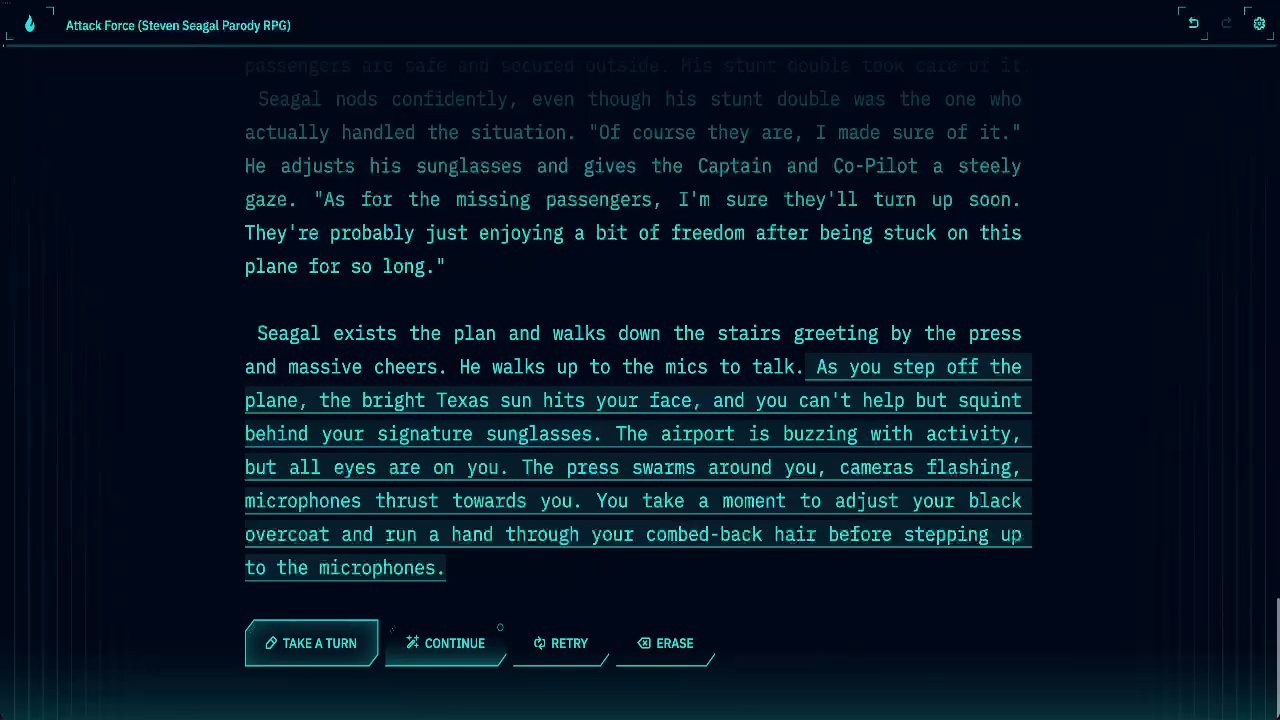 Attack Force (Steven Seagal Parody RPG)
passengers are safe and secured outside. His stunt double took care of it.
Seagal nods confidently, even though his stunt double was the one who
actually handled the situation. "Of course they are, I made sure of it."
He adjusts his sunglasses and gives the Captain and Co-Pilot a steely
gaze. "As for the missing passengers, I'm sure they'll turn up soon.
They're probably just enjoying a bit of freedom after being stuck on this
plane for so long."
Seagal exists the plan and walks down the stairs greeting by the press
and massive cheers. He walks up to the mics to talk. As you step off the
plane, the bright Texas sun hits your face, and you can't help but squint
behind your signature sunglasses. The airport is buzzing with activity,
but all eyes are on you. The press swarms around you, cameras flashing,
microphones thrust towards you. You take a moment to adjust your black
overcoat and run a hand through your combed-back hair before stepping up
to the microphones.
TAKE A TURN CONTINUE RETRY ERASE